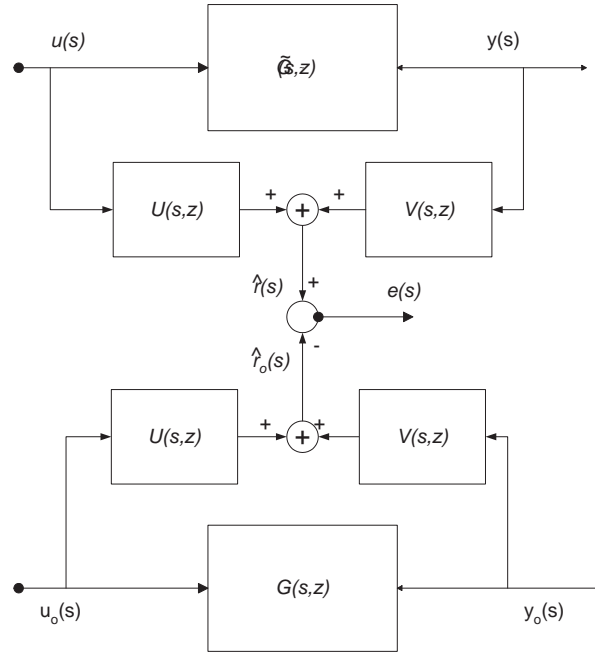 u(s)
y(s)
G̃(s,z)
U(s,z)
+
+
+
V(s,z)
r̂(s)
+
e(s)
r̂o(s)
-
U(s,z)
+
+
+
V(s,z)
G(s,z)
uo(s)
yo(s)